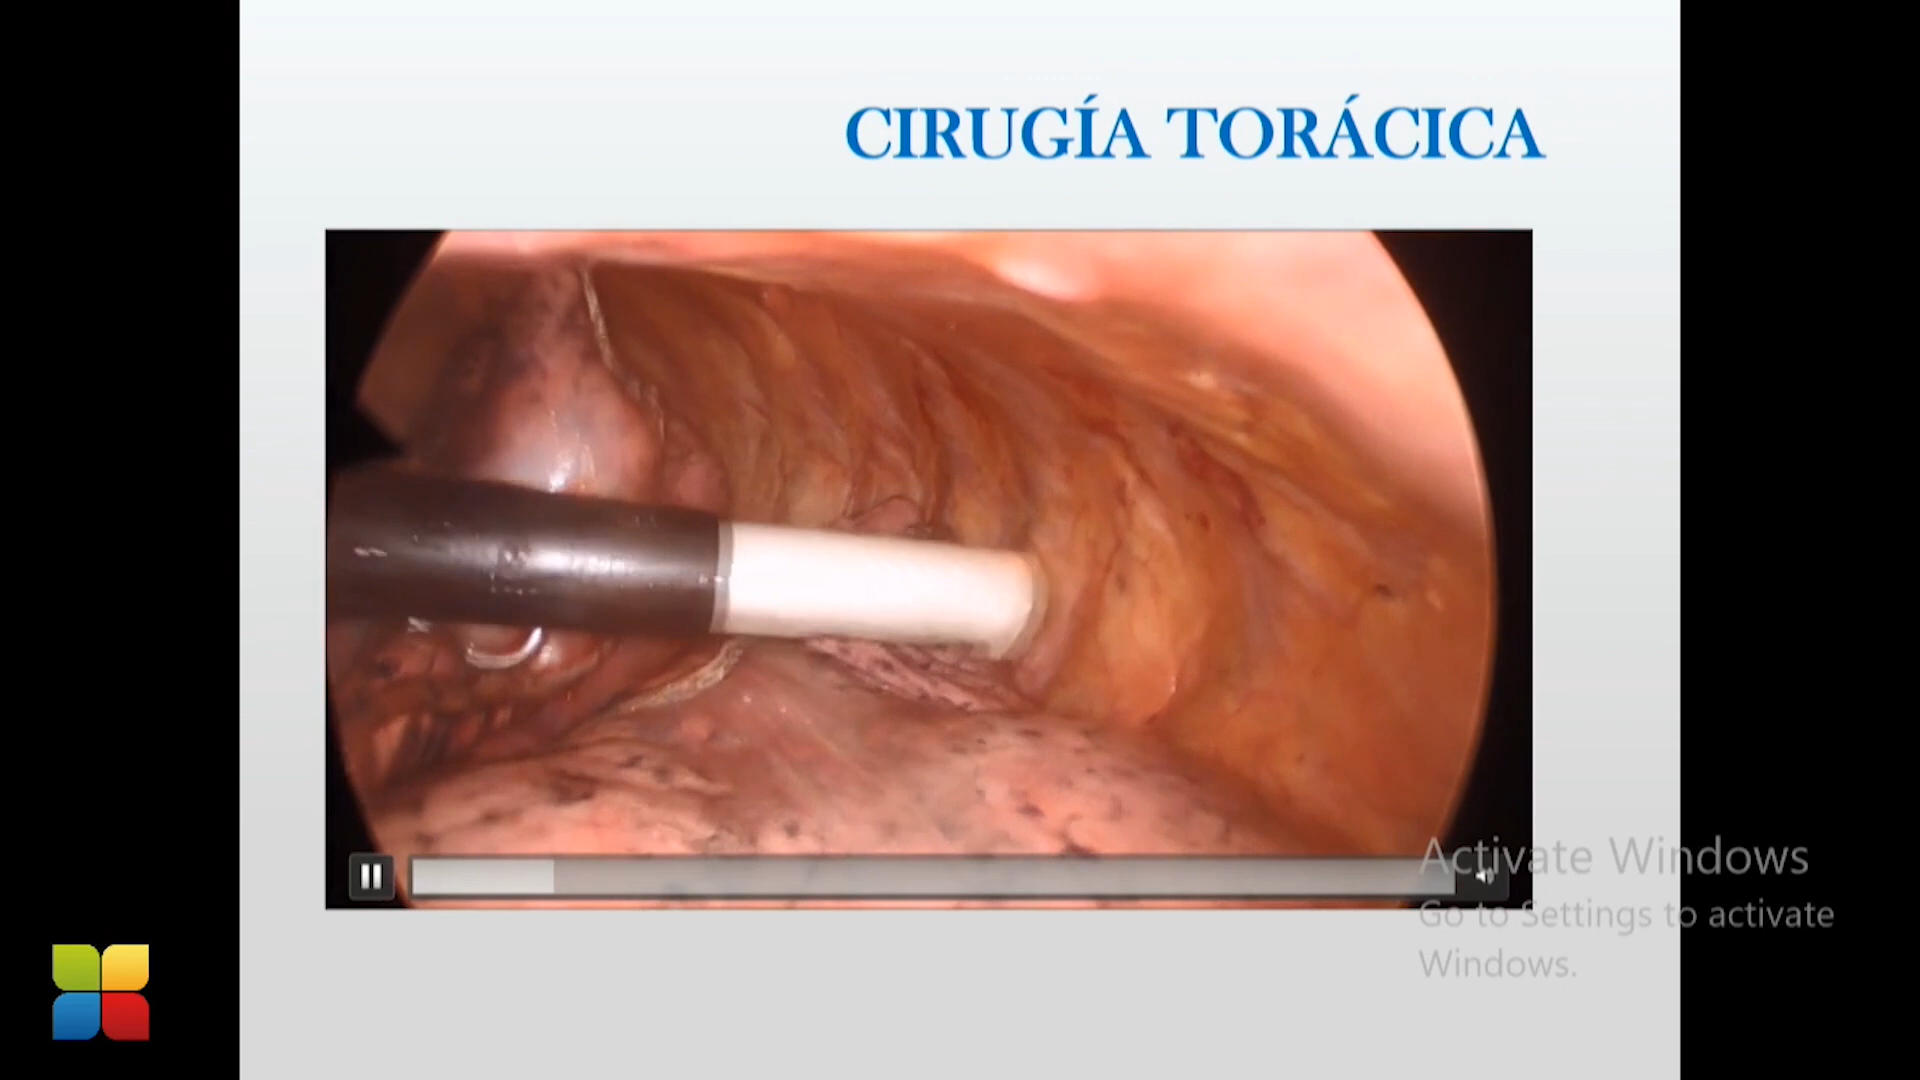 CIRUGÍA TORÁCICA
Activate Windows
Go to Settings to activate
Windows.